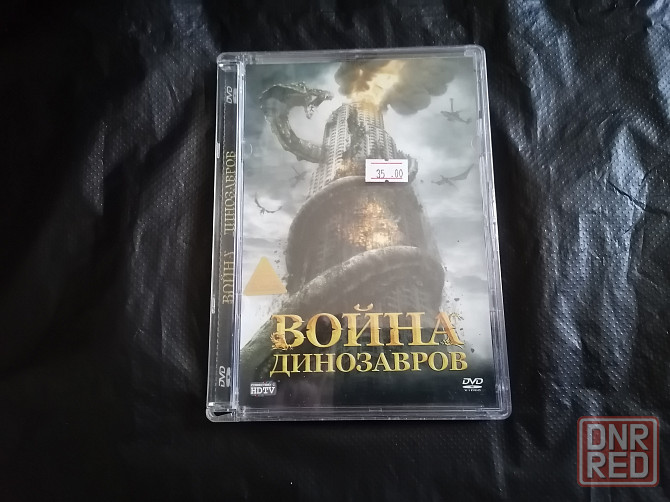 DVD
ВОЙНА ДИНОЗАВРОВ
DVD
35.00
ВОЙНА
ДИНОЗАВРОВ
HDTV
DVD
DNR
RED